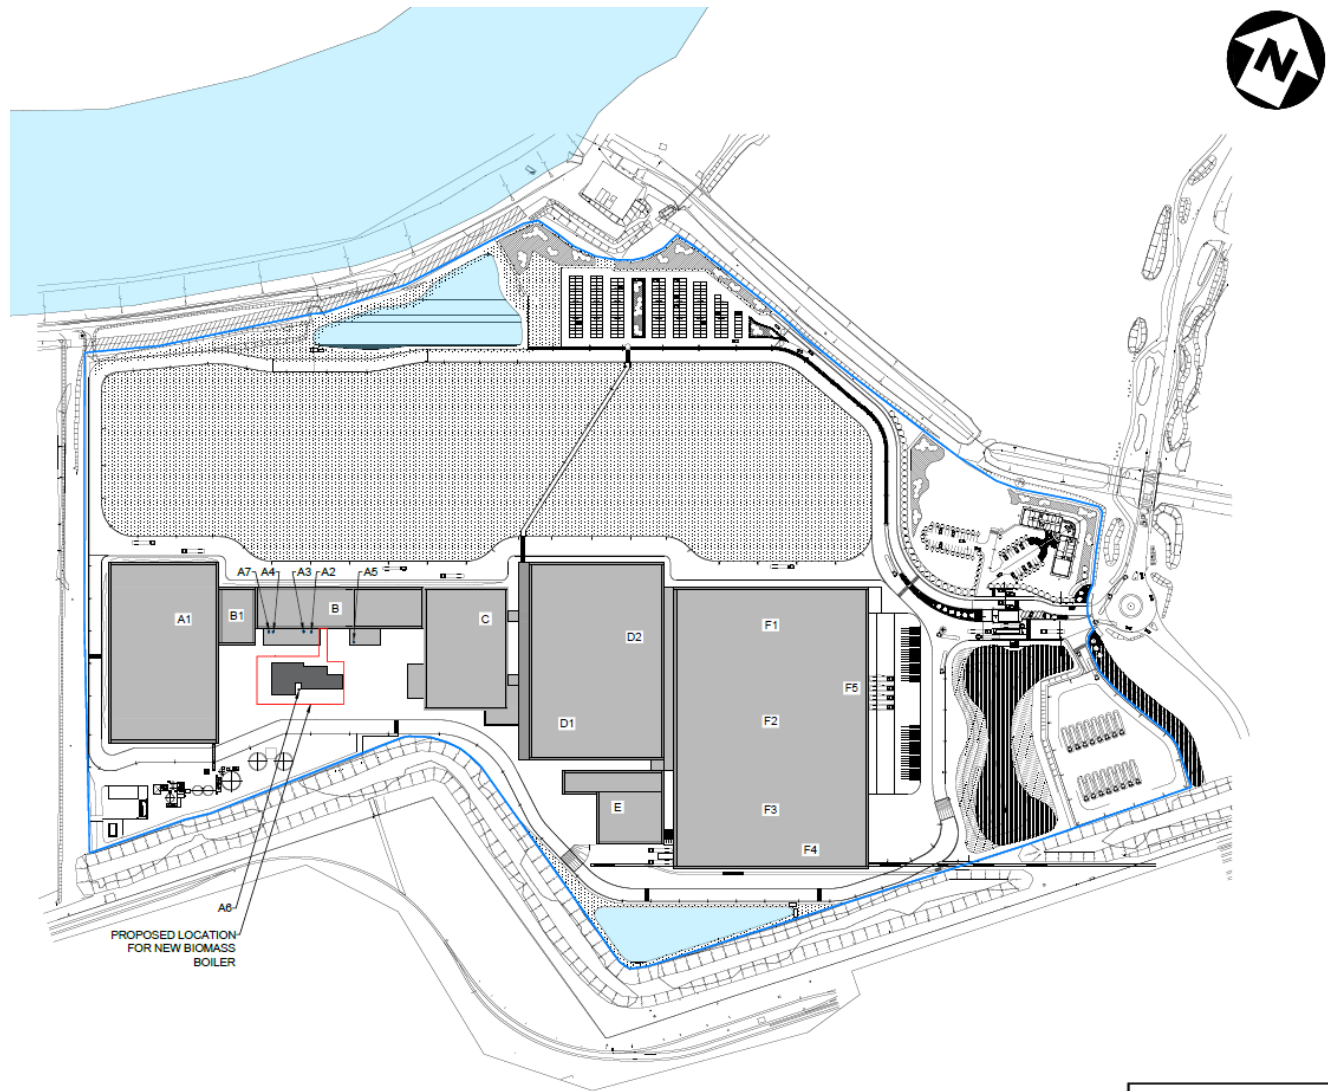 N
A7 A4 A3 A2 A5
A1
B1
B
C
D2
F1
F5
D1
F2
E
F3
F4
A6
PROPOSED LOCATION
FOR NEW BIOMASS
BOILER